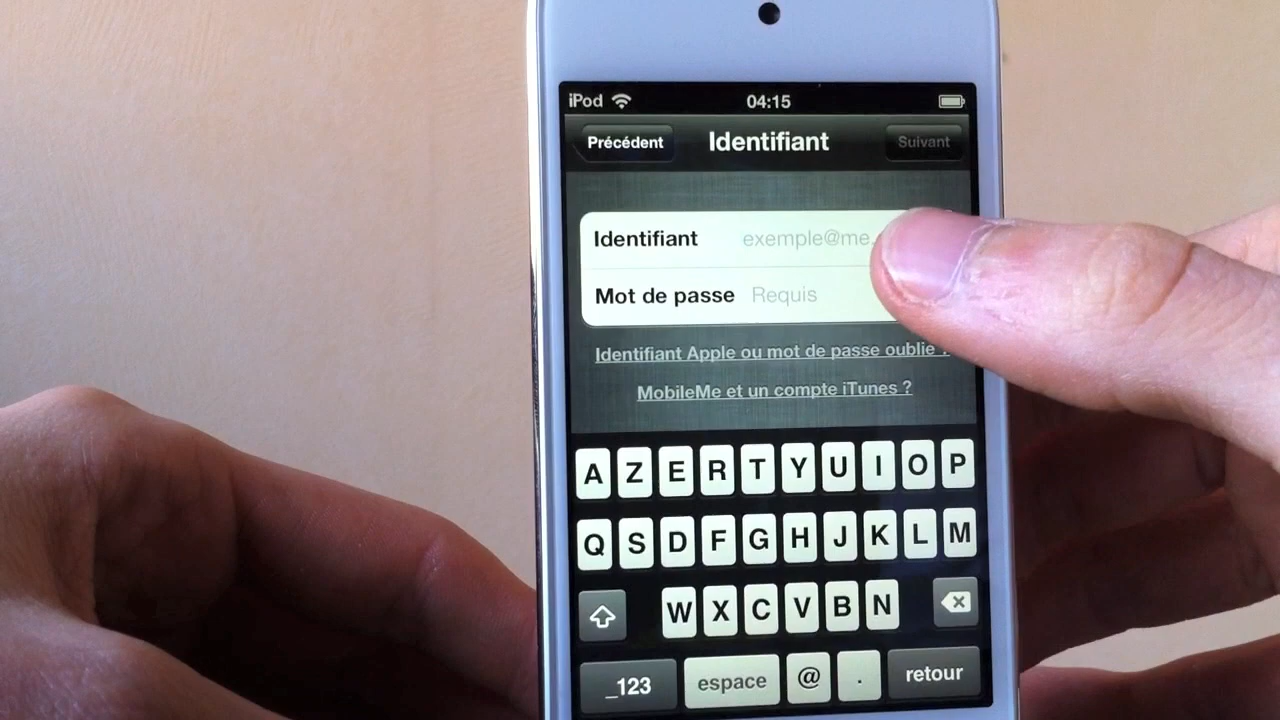 iPod 04:15
Précédent Identifiant Suivant
Identifiant exemple@me.
Mot de passe Requis
Identifiant Apple ou mot de passe oublié ?
MobileMe et un compte iTunes ?
A Z E R T Y U I O P
Q S D F G H J K L M
W X C V B N
_123 espace @ . retour